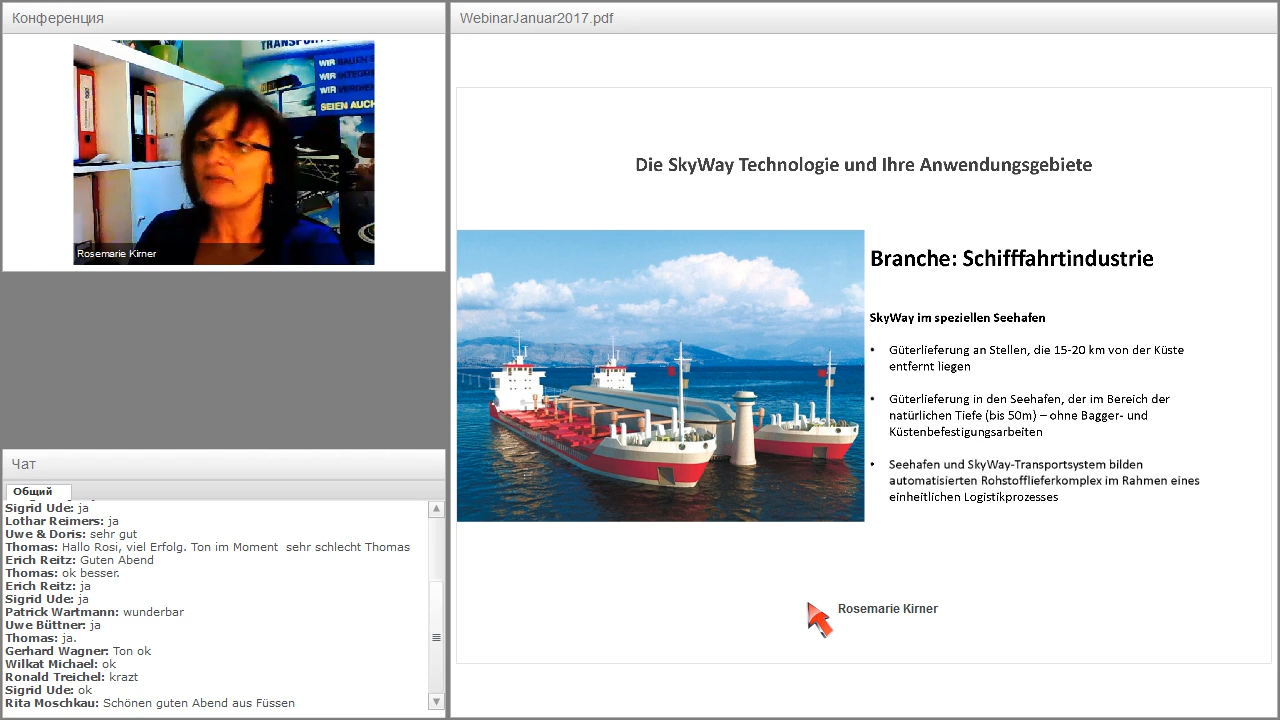 Конференция
TRANSPORT
WIR BAUEN
WIR
WIR
SEIEN AUCH
Rosemarie Kirner
Чат
Общий
Sigrid Ude: ja
Lothar Reimers: ja
Uwe & Doris: sehr gut
Thomas: Hallo Rosi, viel Erfolg. Ton im Moment sehr schlecht Thomas
Erich Reitz: Guten Abend
Thomas: ok besser.
Erich Reitz: ja
Sigrid Ude: ja
Patrick Wartmann: wunderbar
Uwe Büttner: ja
Thomas: ja.
Gerhard Wagner: Ton ok
Wilkat Michael: ok
Ronald Treichel: krazt
Sigrid Ude: ok
Rita Moschkau: Schönen guten Abend aus Füssen
WebinarJanuar2017.pdf
Die SkyWay Technologie und Ihre Anwendungsgebiete
Branche: Schifffahrtindustrie
SkyWay im speziellen Seehafen
• Güterlieferung an Stellen, die 15-20 km von der Küste
entfernt liegen
• Güterlieferung in den Seehafen, der im Bereich der
natürlichen Tiefe (bis 50m) – ohne Bagger- und
Küstenbefestigungsarbeiten
• Seehafen und SkyWay-Transportsystem bilden
automatisierten Rohstofflieferkomplex im Rahmen eines
einheitlichen Logistikprozesses
Rosemarie Kirner